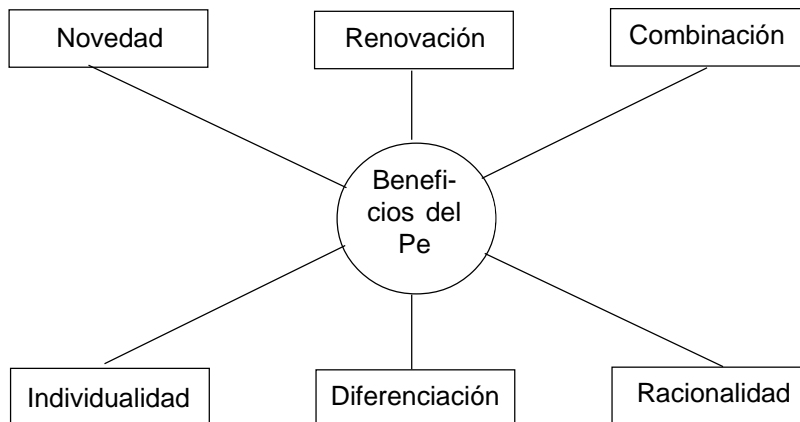 Novedad
Renovación
Combinación
Benefi-
cios del
Pe
Individualidad
Diferenciación
Racionalidad